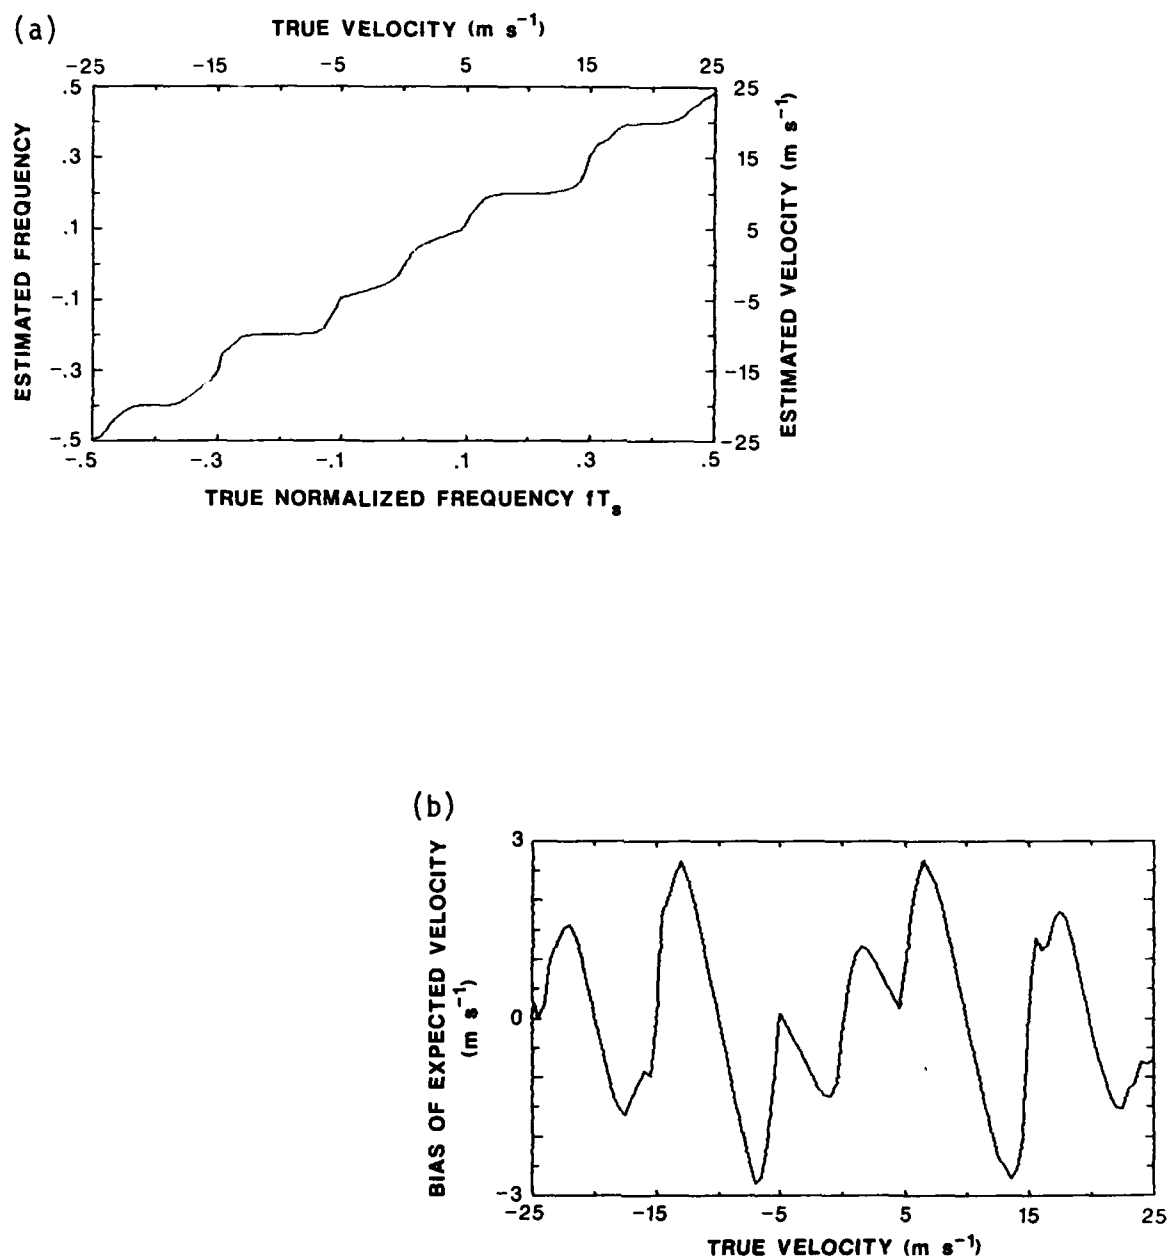 (a)
TRUE VELOCITY (m s⁻¹)
-25 -15 -5 5 15 25
.5 .3 .1 -.1 -.3 -.5
ESTIMATED FREQUENCY
25 15 5 -5 -15 -25
ESTIMATED VELOCITY (m s⁻¹)
-.5 -.3 -.1 .1 .3 .5
TRUE NORMALIZED FREQUENCY fTₛ
(b)
BIAS OF EXPECTED VELOCITY
(m s⁻¹)
3 0 -3
-25 -15 -5 5 15 25
TRUE VELOCITY (m s⁻¹)